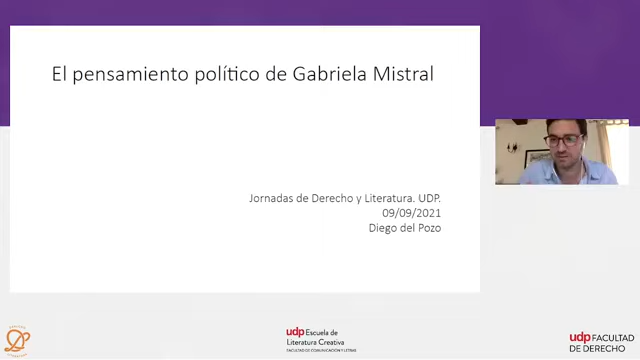 El pensamiento político de Gabriela Mistral
Jornadas de Derecho y Literatura. UDP.
09/09/2021
Diego del Pozo
udp Escuela de
Literatura Creativa
FACULTAD DE COMUNICACIÓN Y LETRAS
udp FACULTAD
DE DERECHO